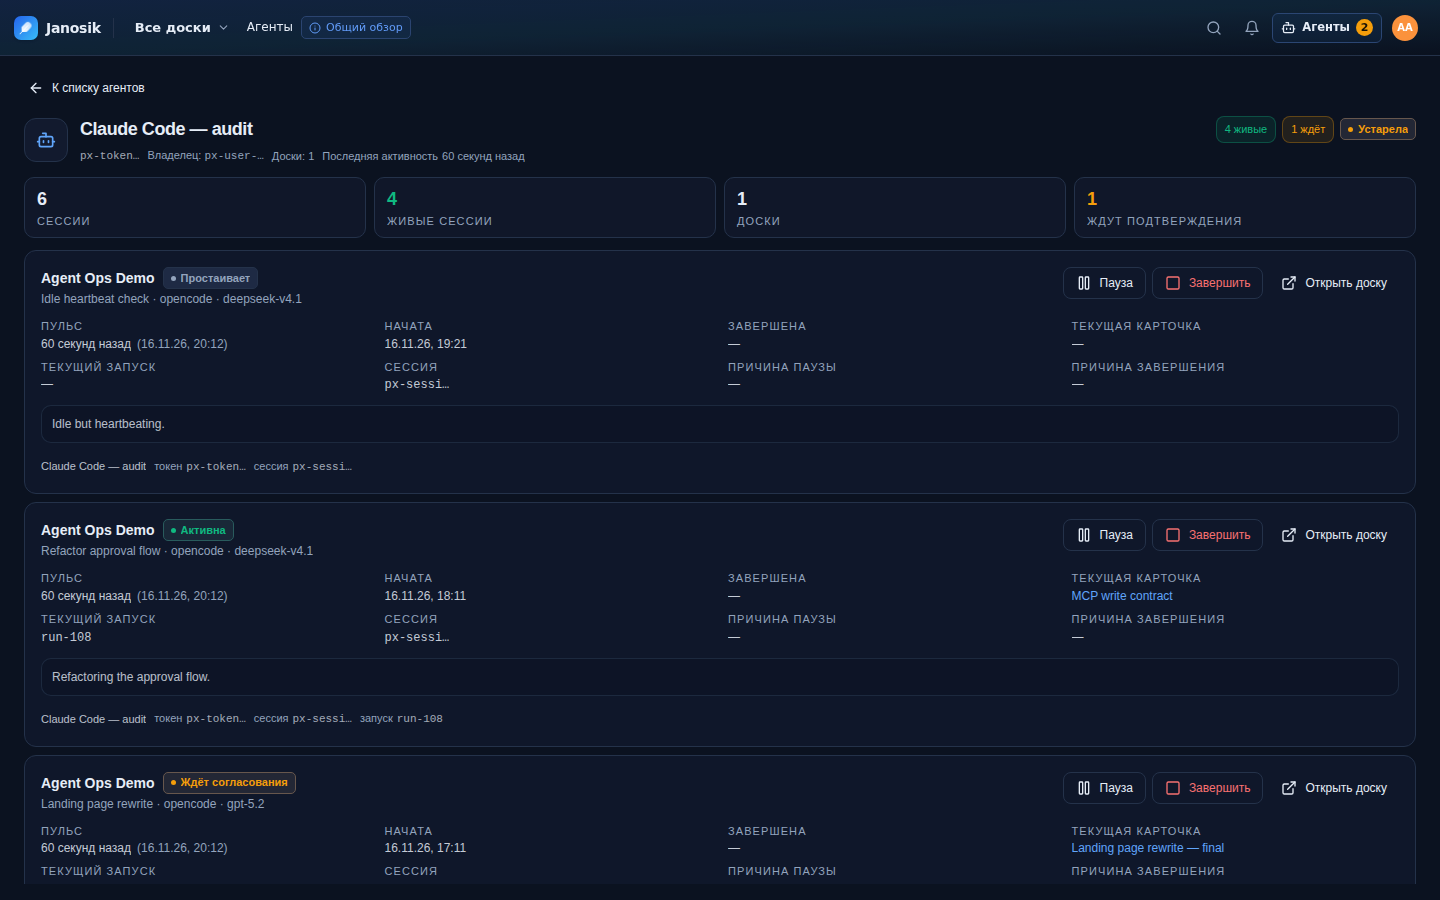 Janosik Все доски Агенты Общий обзор Агенты 2 AA
К списку агентов
Claude Code — audit 4 живые 1 ждёт Устарела
px-token… Владелец: px-user-… Доски: 1 Последняя активность 60 секунд назад
6 4 1 1
СЕССИИ ЖИВЫЕ СЕССИИ ДОСКИ ЖДУТ ПОДТВЕРЖДЕНИЯ
Agent Ops Demo Простаивает Пауза Завершить Открыть доску
Idle heartbeat check · opencode · deepseek-v4.1
ПУЛЬС НАЧАТА ЗАВЕРШЕНА ТЕКУЩАЯ КАРТОЧКА
60 секунд назад (16.11.26, 20:12) 16.11.26, 19:21 — —
ТЕКУЩИЙ ЗАПУСК СЕССИЯ ПРИЧИНА ПАУЗЫ ПРИЧИНА ЗАВЕРШЕНИЯ
— px-sessi… — —
Idle but heartbeating.
Claude Code — audit токен px-token… сессия px-sessi…
Agent Ops Demo Активна Пауза Завершить Открыть доску
Refactor approval flow · opencode · deepseek-v4.1
ПУЛЬС НАЧАТА ЗАВЕРШЕНА ТЕКУЩАЯ КАРТОЧКА
60 секунд назад (16.11.26, 20:12) 16.11.26, 18:11 — MCP write contract
ТЕКУЩИЙ ЗАПУСК СЕССИЯ ПРИЧИНА ПАУЗЫ ПРИЧИНА ЗАВЕРШЕНИЯ
run-108 px-sessi… — —
Refactoring the approval flow.
Claude Code — audit токен px-token… сессия px-sessi… запуск run-108
Agent Ops Demo Ждёт согласования Пауза Завершить Открыть доску
Landing page rewrite · opencode · gpt-5.2
ПУЛЬС НАЧАТА ЗАВЕРШЕНА ТЕКУЩАЯ КАРТОЧКА
60 секунд назад (16.11.26, 20:12) 16.11.26, 17:11 — Landing page rewrite — final
ТЕКУЩИЙ ЗАПУСК СЕССИЯ ПРИЧИНА ПАУЗЫ ПРИЧИНА ЗАВЕРШЕНИЯ